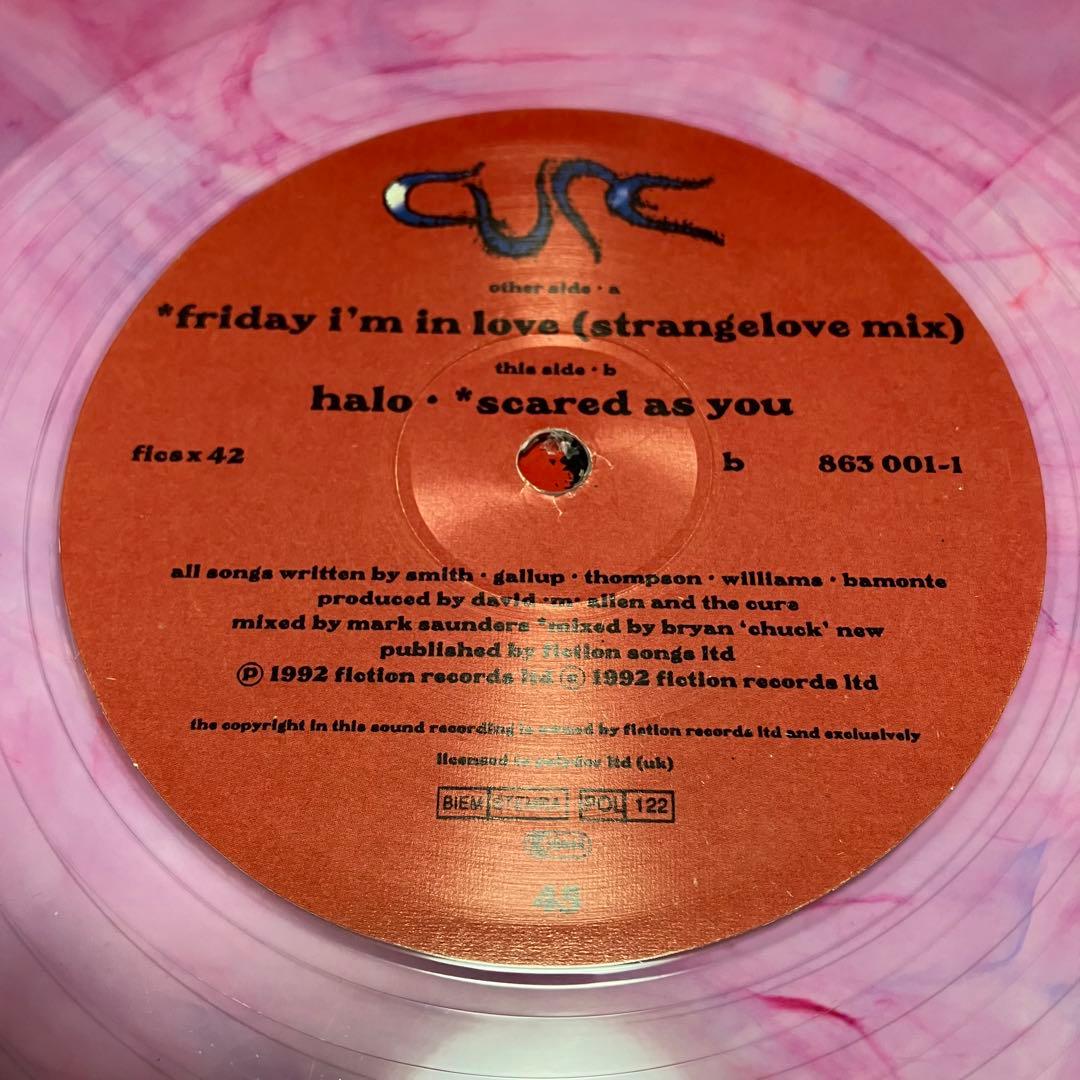 CURE
other side • a
*friday i'm in love (strangelove mix)
this side • b
halo • *scared as you
ficsx 42
b
863 001-1
all songs written by smith • gallup • thompson • williams • bamonte
produced by david •m• allen and the cure
mixed by mark saunders *mixed by bryan 'chuck' new
published by fiction songs ltd
Ⓟ 1992 fiction records ltd © 1992 fiction records ltd
the copyright in this sound recording is owned by fiction records ltd and exclusively
licensed to polydor ltd (uk)
BIEM STEMRA POL 122
45